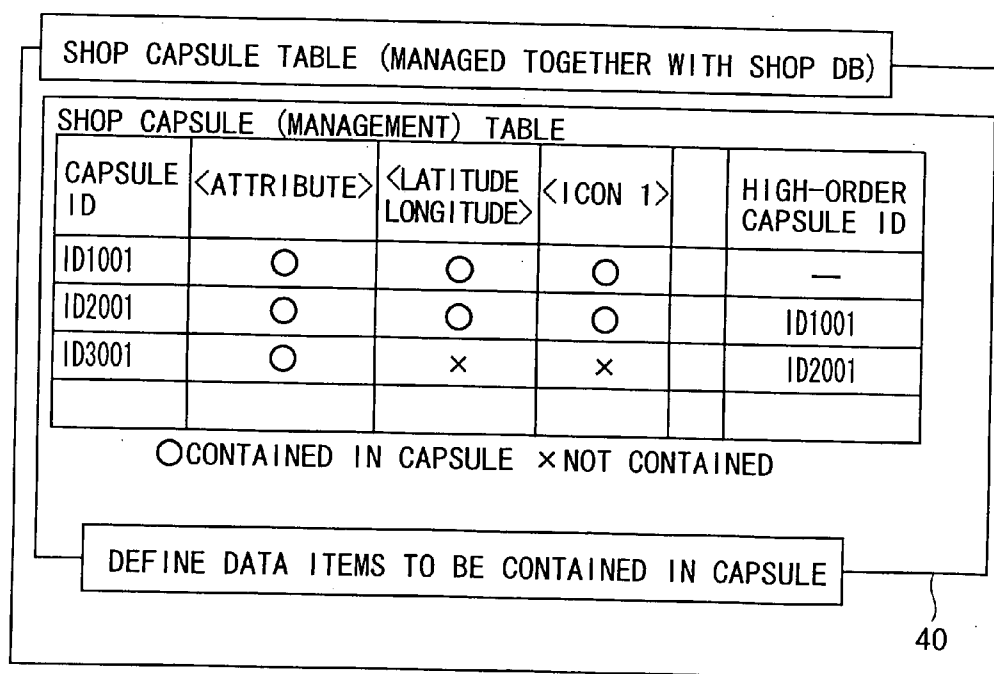 SHOP CAPSULE TABLE (MANAGED TOGETHER WITH SHOP DB)
SHOP CAPSULE (MANAGEMENT) TABLE
CAPSULE ID <ATTRIBUTE> <LATITUDE LONGITUDE> <ICON 1> HIGH-ORDER CAPSULE ID
ID1001 ○ ○ ○ —
ID2001 ○ ○ ○ ID1001
ID3001 ○ × × ID2001
○CONTAINED IN CAPSULE ×NOT CONTAINED
DEFINE DATA ITEMS TO BE CONTAINED IN CAPSULE
40